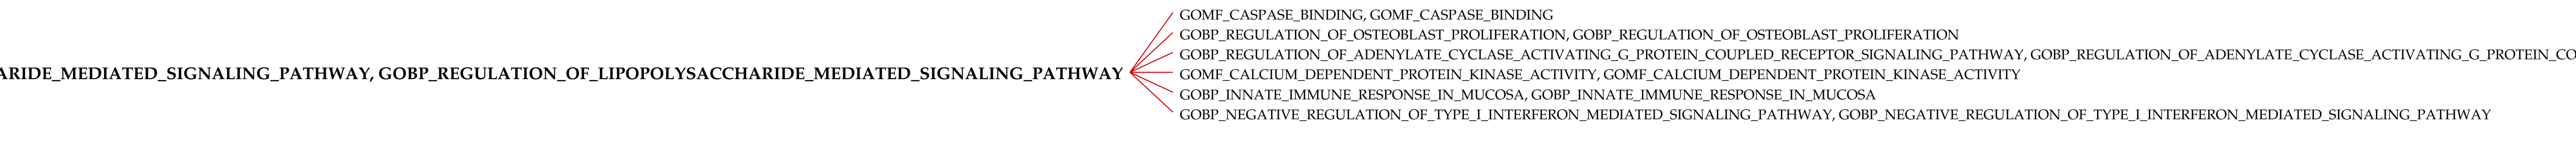 GOMF_CASPASE_BINDING, GOMF_CASPASE_BINDING
GOBP_REGULATION_OF_OSTEOBLAST_PROLIFERATION, GOBP_REGULATION_OF_OSTEOBLAST_PROLIFERATION
GOBP_REGULATION_OF_ADENYLATE_CYCLASE_ACTIVATING_G_PROTEIN_COUPLED_RECEPTOR_SIGNALING_PATHWAY, GOBP_REGULATION_OF_ADENYLATE_CYCLASE_ACTIVATING_G_PROTEIN_CO
ARIDE_MEDIATED_SIGNALING_PATHWAY, GOBP_REGULATION_OF_LIPOPOLYSACCHARIDE_MEDIATED_SIGNALING_PATHWAY
GOMF_CALCIUM_DEPENDENT_PROTEIN_KINASE_ACTIVITY, GOMF_CALCIUM_DEPENDENT_PROTEIN_KINASE_ACTIVITY
GOBP_INNATE_IMMUNE_RESPONSE_IN_MUCOSA, GOBP_INNATE_IMMUNE_RESPONSE_IN_MUCOSA
GOBP_NEGATIVE_REGULATION_OF_TYPE_I_INTERFERON_MEDIATED_SIGNALING_PATHWAY, GOBP_NEGATIVE_REGULATION_OF_TYPE_I_INTERFERON_MEDIATED_SIGNALING_PATHWAY